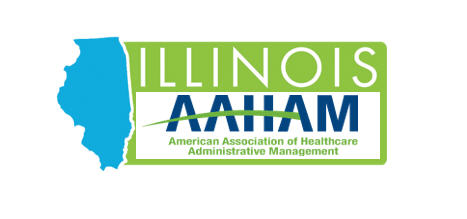 ILLINOIS
AAHAM
American Association of Healthcare
Administrative Management